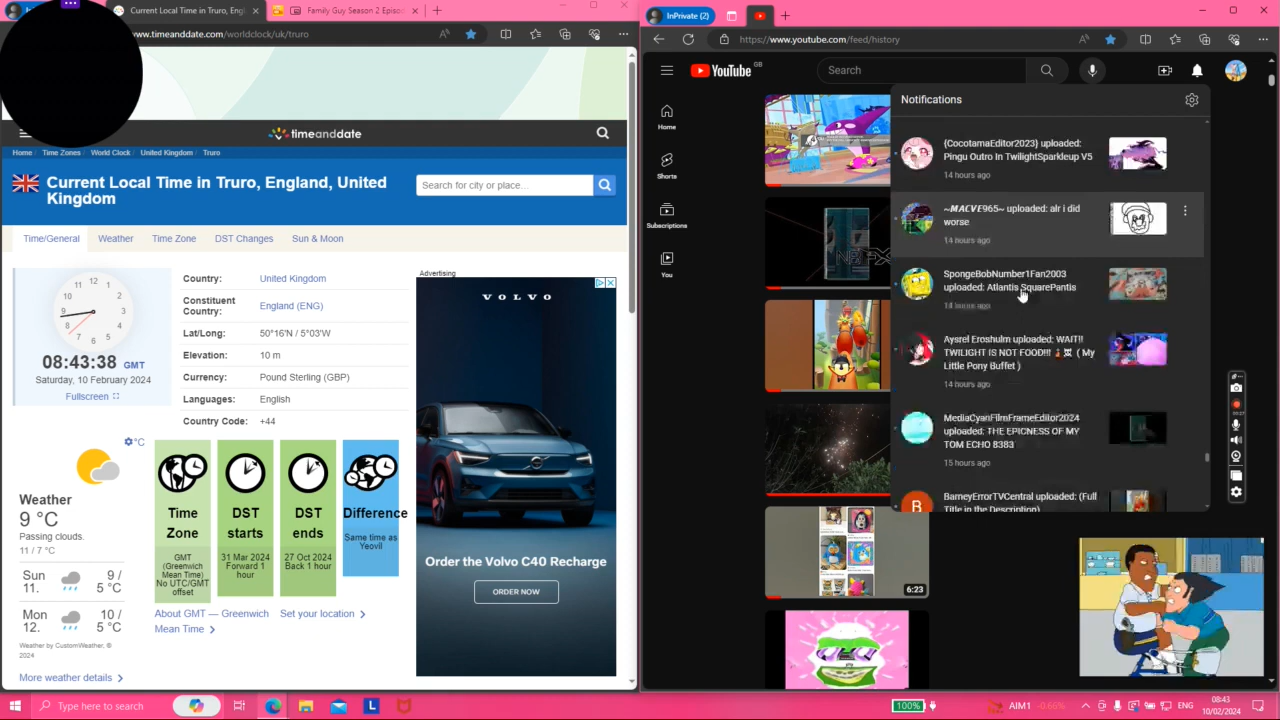 Current Local Time in Truro, E
Family Guy Season 2 Episod
www.timeanddate.com/worldclock/uk/truro
timeanddate
Home
Time Zones
World Clock
United Kingdom
Truro
Current Local Time in Truro, England, United
Kingdom
Search for city or place...
Time/General
Weather
Time Zone
DST Changes
Sun & Moon
08:43:38 GMT
Saturday, 10 February 2024
Fullscreen
Country: United Kingdom
Constituent
Country: England (ENG)
Lat/Long: 50°16'N / 5°03'W
Elevation: 10 m
Currency: Pound Sterling (GBP)
Languages: English
Country Code: +44
°C
Weather
9 °C
Passing clouds.
11 / 7 °C
Sun
11.
9 /
5 °C
Mon
12.
10 /
5 °C
Weather by CustomWeather, ©
2024
More weather details
Time
Zone
GMT
(Greenwich
Mean Time)
No UTC/GMT
offset
DST
starts
31 Mar 2024
Forward 1
hour
DST
ends
27 Oct 2024
Back 1 hour
Difference
Same time as
Yeovil
About GMT — Greenwich
Mean Time
Set your location
Advertising
VOLVO
Order the Volvo C40 Recharge
ORDER NOW
InPrivate (2)
https://www.youtube.com/feed/history
YouTube GB
Search
Home
Shorts
Subscriptions
You
6:23
Notifications
{CocotamaEditor2023} uploaded:
Pingu Outro In TwilightSparkleup V5
14 hours ago
~MACVE965~ uploaded: alr i did
worse
14 hours ago
SpongeBobNumber1Fan2003
uploaded: Atlantis SquarePantis
14 hours ago
Aysrel Eroshulm uploaded: WAIT!!
TWILIGHT IS NOT FOOD!!! ( My
Little Pony Buffet )
14 hours ago
MediaCyanFilmFrameEditor2024
uploaded: THE EPICNESS OF MY
TOM ECHO 8383
15 hours ago
B
BarneyErrorTVCentral uploaded: (Full
Title in the Description)
Type here to search
L
100%
AIM1 -0.66%
ENG
08:43
10/02/2024